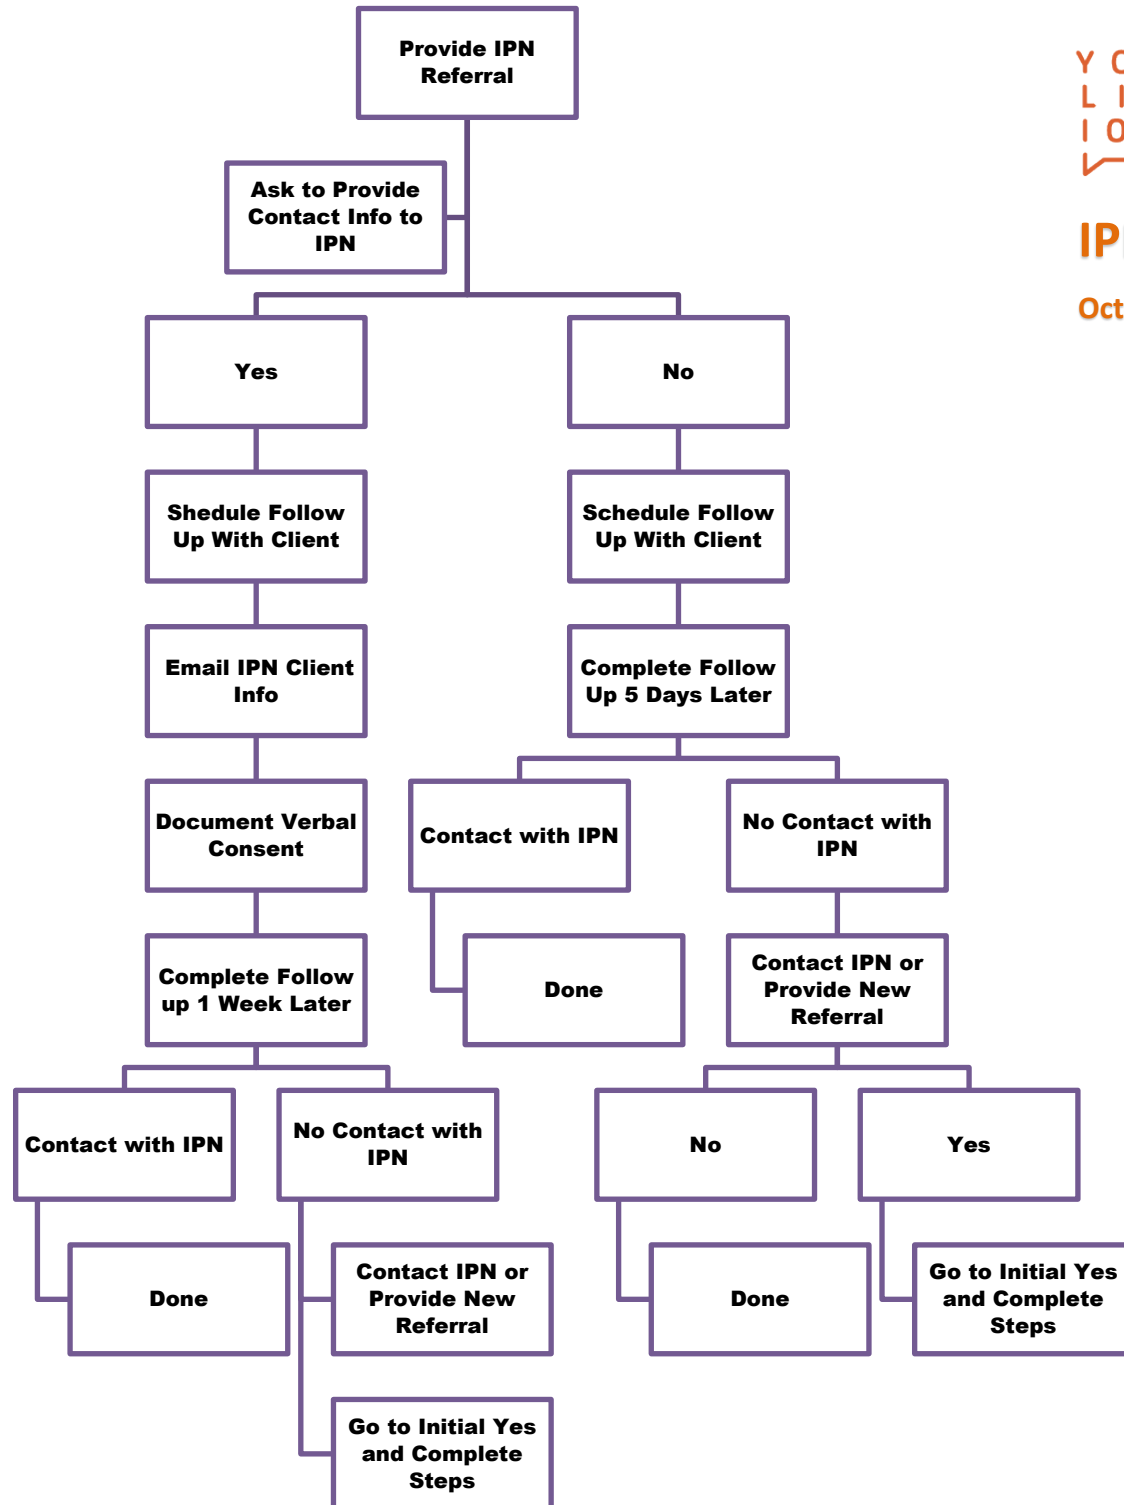 Provide IPN
Referral
Ask to Provide
Contact Info to
IPN
Yes
No
Shedule Follow
Up With Client
Schedule Follow
Up With Client
Email IPN Client
Info
Complete Follow
Up 5 Days Later
Document Verbal
Consent
Contact with IPN
No Contact with
IPN
Complete Follow
up 1 Week Later
Done
Contact IPN or
Provide New
Referral
Contact with IPN
No Contact with
IPN
No
Yes
Done
Contact IPN or
Provide New
Referral
Done
Go to Initial Yes
and Complete
Steps
Go to Initial Yes
and Complete
Steps
Oct